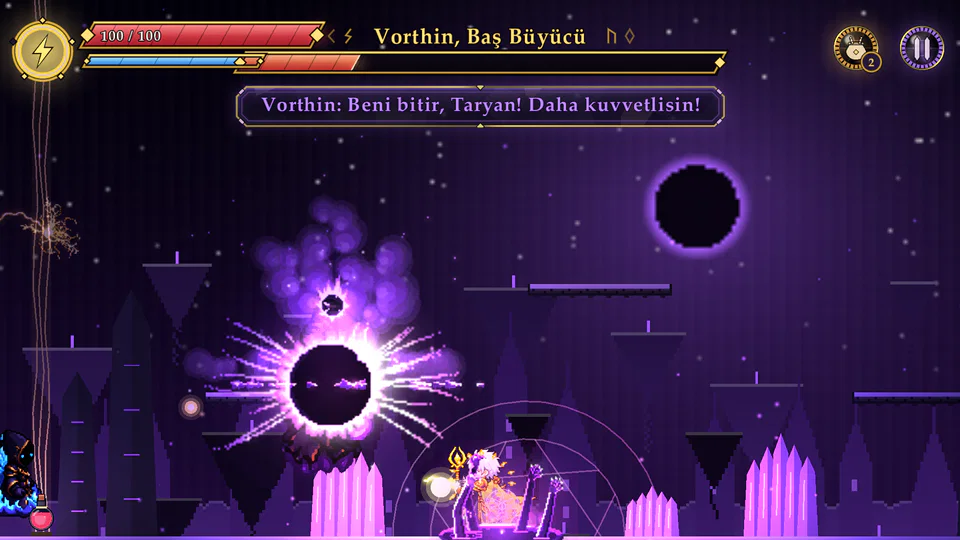 100 / 100
Vorthin, Baş Büyücü
2
Vorthin: Beni bitir, Taryan! Daha kuvvetlisin!